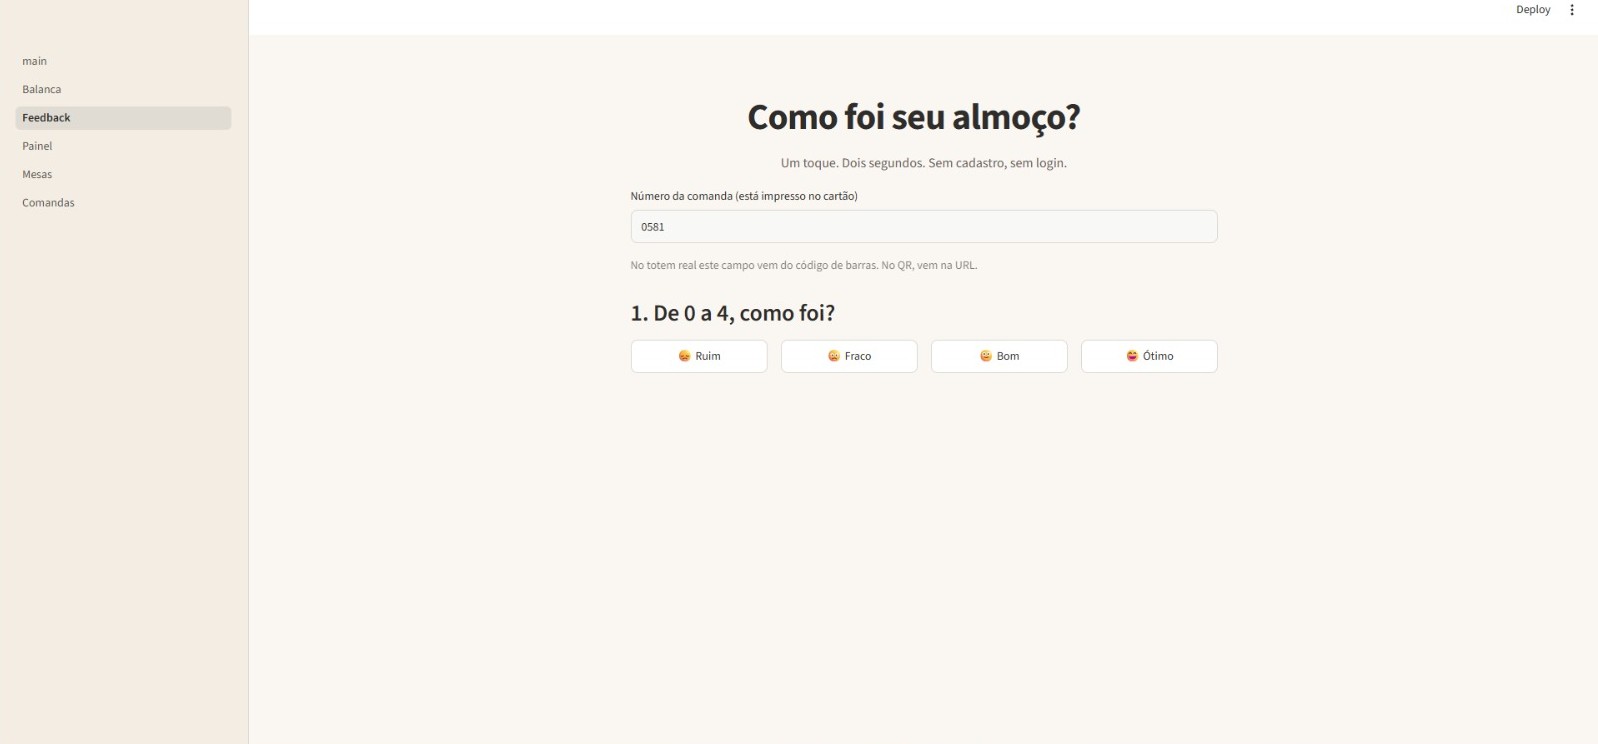 Deploy
main
Balanca
Feedback
Painel
Mesas
Comandas
Como foi seu almoço?
Um toque. Dois segundos. Sem cadastro, sem login.
Número da comanda (está impresso no cartão)
0581
No totem real este campo vem do código de barras. No QR, vem na URL.
1. De 0 a 4, como foi?
Ruim
Fraco
Bom
Ótimo